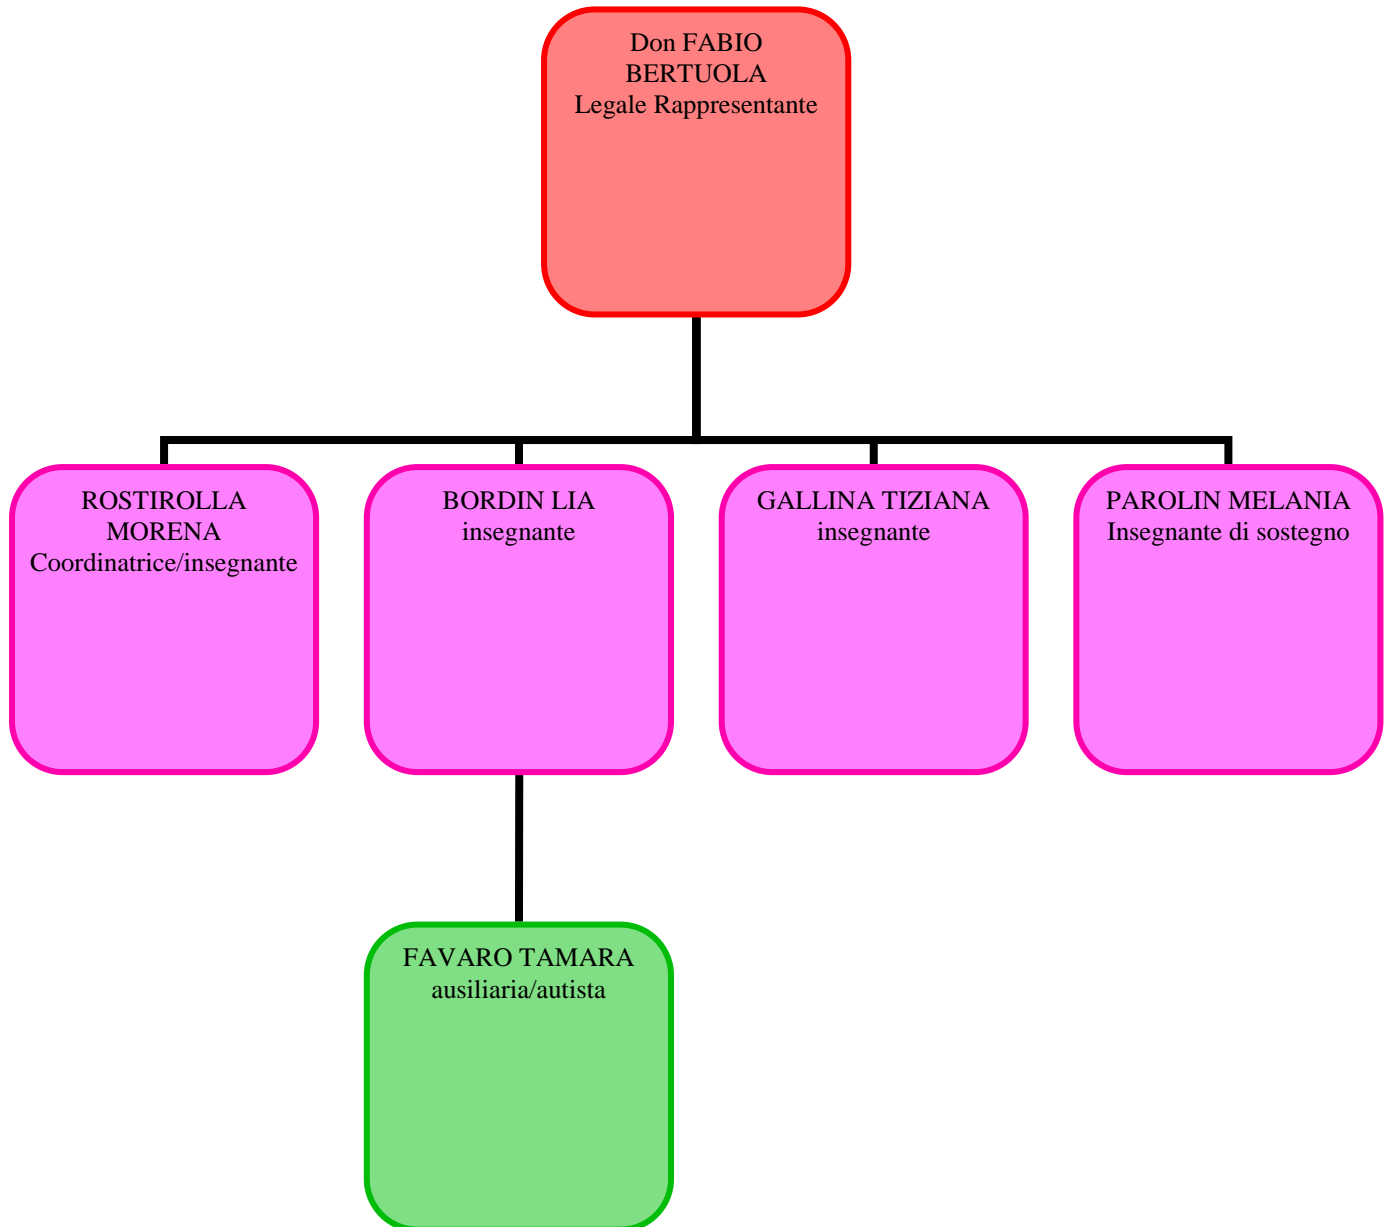 Don FABIO
BERTUOLA
Legale Rappresentante
ROSTIROLLA
MORENA
Coordinatrice/insegnante
BORDIN LIA
insegnante
GALLINA TIZIANA
insegnante
PAROLIN MELANIA
Insegnante di sostegno
FAVARO TAMARA
ausiliaria/autista